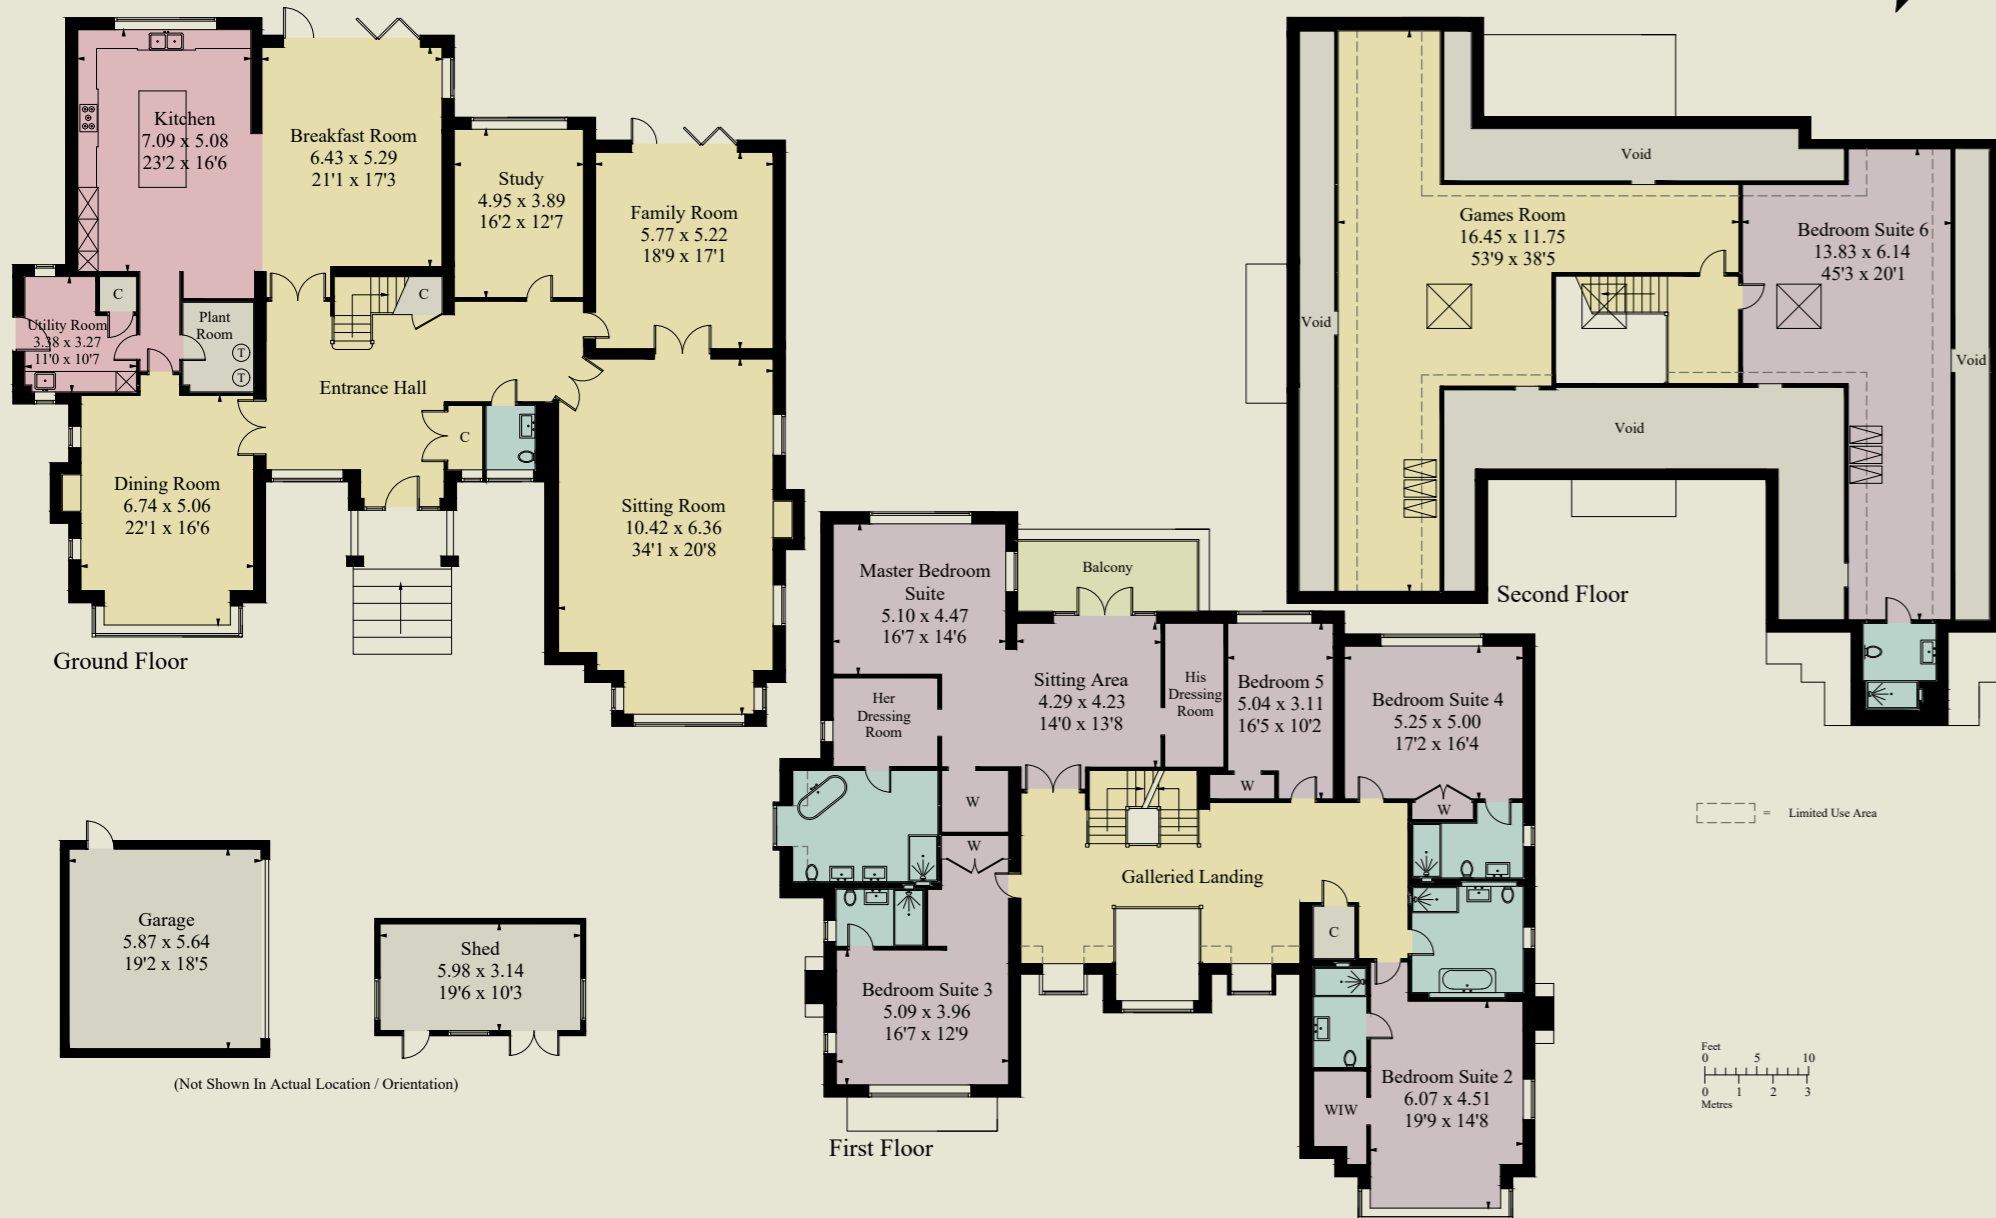 Kitchen
7.09 x 5.08
23'2 x 16'6
Breakfast Room
6.43 x 5.29
21'1 x 17'3
Study
4.95 x 3.89
16'2 x 12'7
Family Room
5.77 x 5.22
18'9 x 17'1
C
Utility Room
3.38 x 3.27
11'0 x 10'7
Plant
Room
T
T
C
Entrance Hall
C
Dining Room
6.74 x 5.06
22'1 x 16'6
Sitting Room
10.42 x 6.36
34'1 x 20'8
Ground Floor
Void
Games Room
16.45 x 11.75
53'9 x 38'5
Bedroom Suite 6
13.83 x 6.14
45'3 x 20'1
Void
Void
Void
Second Floor
Master Bedroom
Suite
5.10 x 4.47
16'7 x 14'6
Balcony
Sitting Area
4.29 x 4.23
14'0 x 13'8
His
Dressing
Room
Bedroom 5
5.04 x 3.11
16'5 x 10'2
Bedroom Suite 4
5.25 x 5.00
17'2 x 16'4
Her
Dressing
Room
W
W
W
W
Galleried Landing
C
Bedroom Suite 3
5.09 x 3.96
16'7 x 12'9
Bedroom Suite 2
6.07 x 4.51
19'9 x 14'8
WIW
First Floor
Garage
5.87 x 5.64
19'2 x 18'5
Shed
5.98 x 3.14
19'6 x 10'3
(Not Shown In Actual Location / Orientation)
= Limited Use Area
Feet
0 5 10
0 1 2 3
Metres